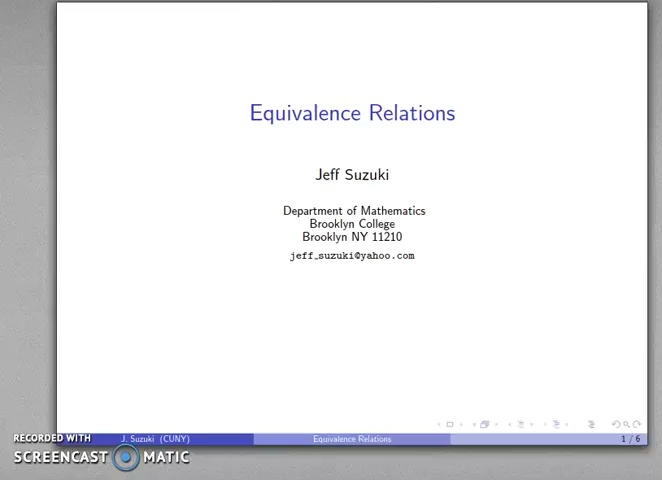 Equivalence Relations
Jeff Suzuki
Department of Mathematics
Brooklyn College
Brooklyn NY 11210
jeff_suzuki@yahoo.com
RECORDED WITH
SCREENCAST MATIC
J. Suzuki (CUNY) Equivalence Relations 1 / 6